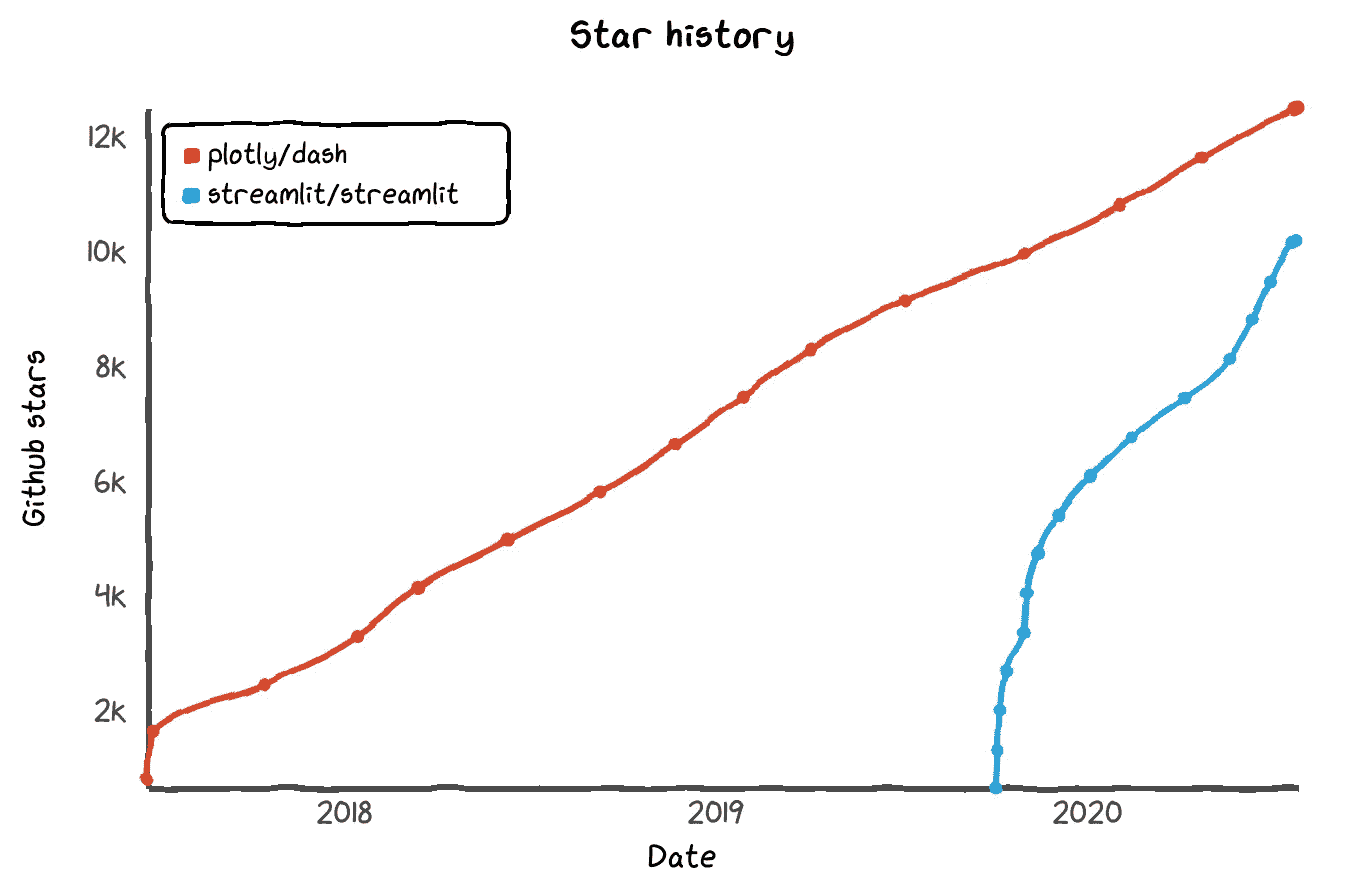 Star history
plotly/dash
streamlit/streamlit
12K
10K
8K
6K
4K
2K
Github stars
2018 2019 2020
Date